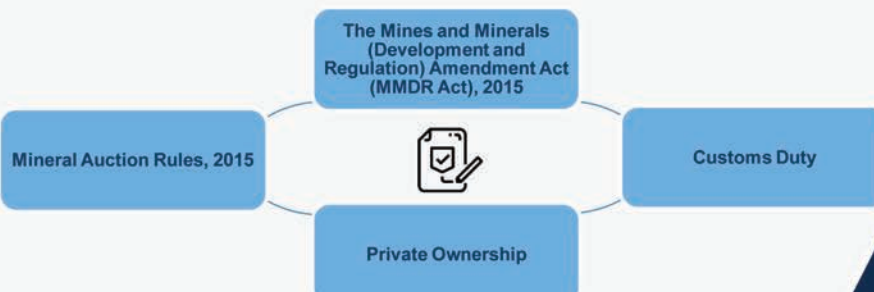 The Mines and Minerals
(Development and
Regulation) Amendment Act
(MMDR Act), 2015
Mineral Auction Rules, 2015
Customs Duty
Private Ownership